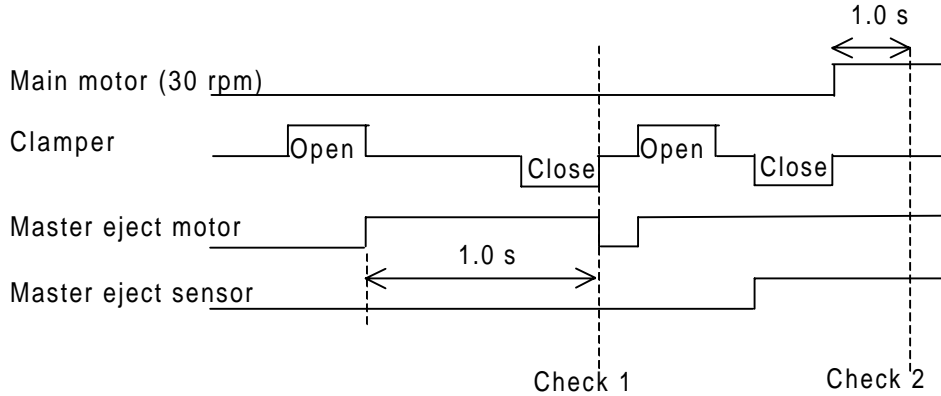 1.0 s
Main motor (30 rpm)
Clamper
Open
Close
Open
Close
Master eject motor
1.0 s
Master eject sensor
Check 1
Check 2